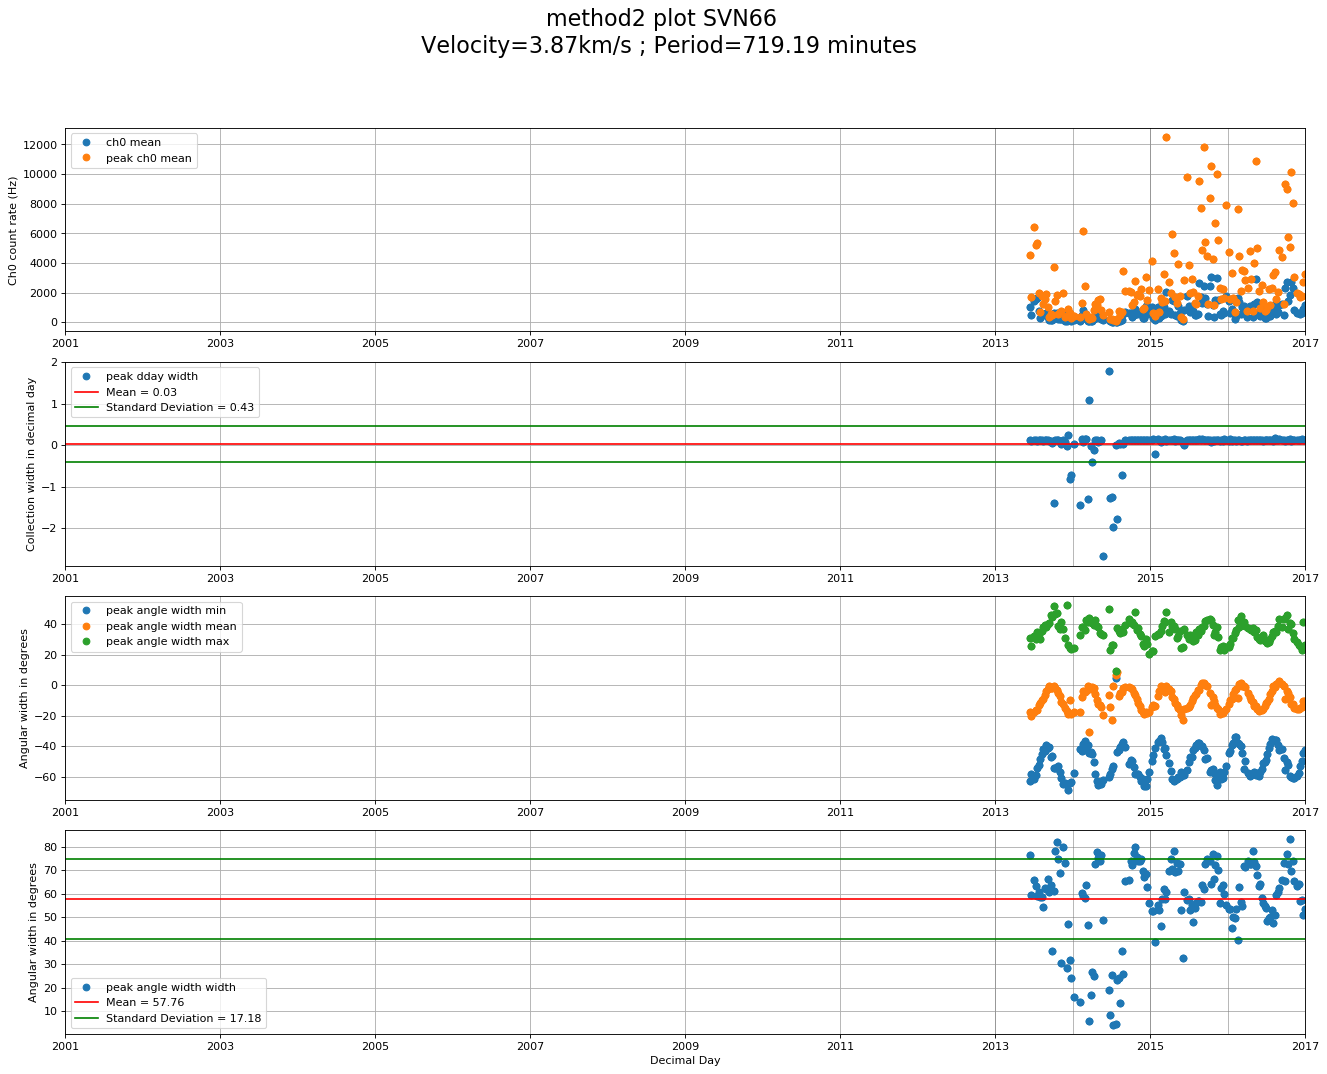 method2 plot SVN66
Velocity=3.87km/s ; Period=719.19 minutes
Ch0 count rate (Hz)
12000
10000
8000
6000
4000
2000
0
ch0 mean
peak ch0 mean
2001 2003 2005 2007 2009 2011 2013 2015 2017
Collection width in decimal day
2
1
0
−1
−2
peak dday width
Mean = 0.03
Standard Deviation = 0.43
2001 2003 2005 2007 2009 2011 2013 2015 2017
Angular width in degrees
40
20
0
−20
−40
−60
peak angle width min
peak angle width mean
peak angle width max
2001 2003 2005 2007 2009 2011 2013 2015 2017
Angular width in degrees
80
70
60
50
40
30
20
10
peak angle width width
Mean = 57.76
Standard Deviation = 17.18
2001 2003 2005 2007 2009 2011 2013 2015 2017
Decimal Day